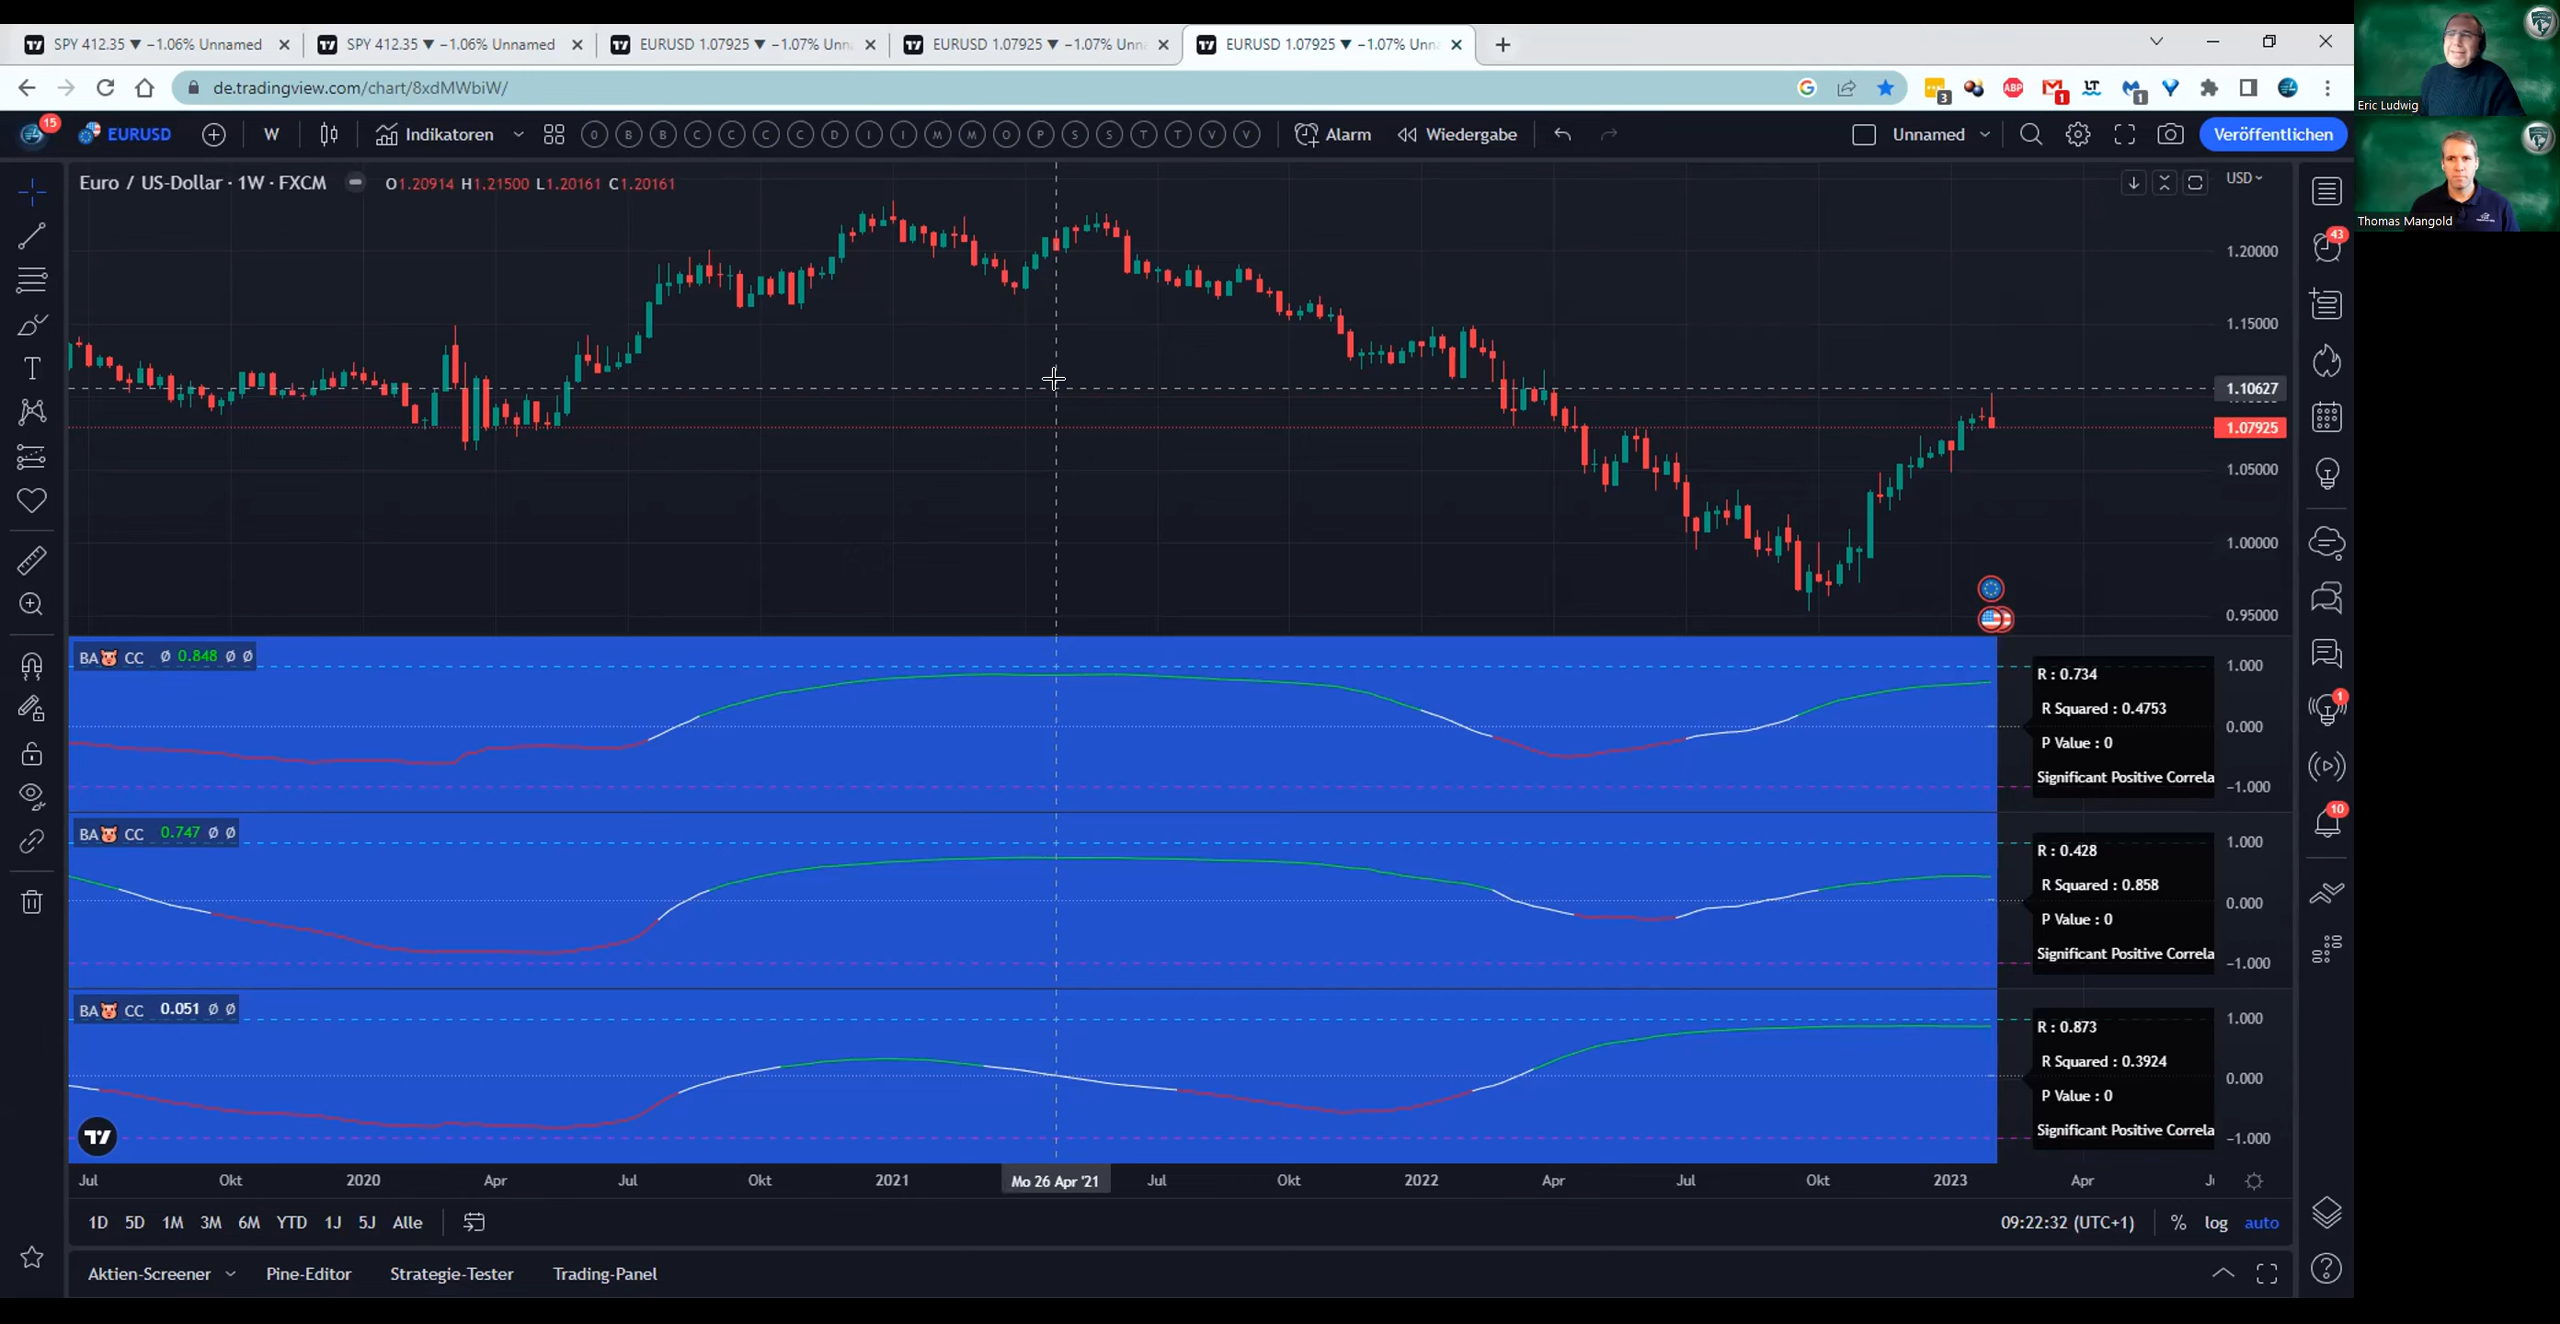 SPY 412.35 ▼ −1.06% Unnamed
SPY 412.35 ▼ −1.06% Unnamed
EURUSD 1.07925 ▼ −1.07% Unn
EURUSD 1.07925 ▼ −1.07% Unn
EURUSD 1.07925 ▼ −1.07% Unn
de.tradingview.com/chart/8xdMWbiW/
3
ABP
1
LT
1
Eric Ludwig
Thomas Mangold
15
EURUSD
W
Indikatoren
O B B C C C C D I I M M O P S S T T V V
Alarm
Wiedergabe
Unnamed
Veröffentlichen
Euro / US-Dollar · 1W · FXCM
O1.20914 H1.21500 L1.20161 C1.20161
USD
1.20000
1.15000
1.10627
1.07925
1.05000
1.00000
0.95000
43
1
10
BA CC Ø 0.848 Ø Ø
R : 0.734
R Squared : 0.4753
P Value : 0
Significant Positive Correla
1.000
0.000
−1.000
BA CC 0.747 Ø Ø
R : 0.428
R Squared : 0.858
P Value : 0
Significant Positive Correla
1.000
0.000
−1.000
BA CC 0.051 Ø Ø
R : 0.873
R Squared : 0.3924
P Value : 0
Significant Positive Correla
1.000
0.000
−1.000
Jul Okt 2020 Apr Jul Okt 2021 Mo 26 Apr '21 Jul Okt 2022 Apr Jul Okt 2023 Apr
1D 5D 1M 3M 6M YTD 1J 5J Alle
09:22:32 (UTC+1) % log auto
Aktien-Screener Pine-Editor Strategie-Tester Trading-Panel